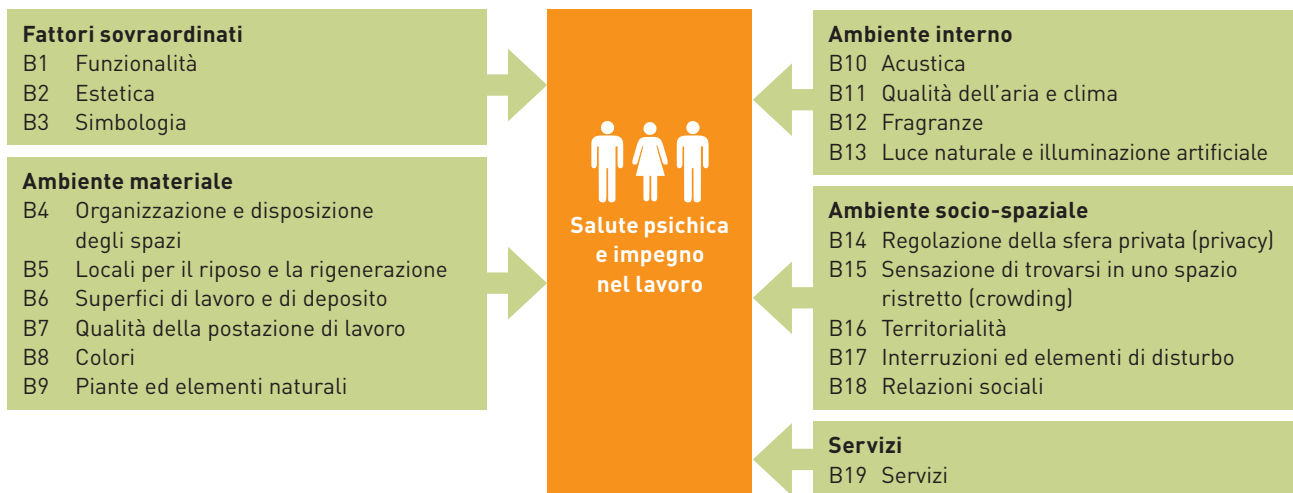 Fattori sovraordinati
B1 Funzionalità
B2 Estetica
B3 Simbologia
Ambiente materiale
B4 Organizzazione e disposizione
degli spazi
B5 Locali per il riposo e la rigenerazione
B6 Superfici di lavoro e di deposito
B7 Qualità della postazione di lavoro
B8 Colori
B9 Piante ed elementi naturali
Salute psichica
e impegno
nel lavoro
Ambiente interno
B10 Acustica
B11 Qualità dell’aria e clima
B12 Fragranze
B13 Luce naturale e illuminazione artificiale
Ambiente socio-spaziale
B14 Regolazione della sfera privata (privacy)
B15 Sensazione di trovarsi in uno spazio
ristretto (crowding)
B16 Territorialità
B17 Interruzioni ed elementi di disturbo
B18 Relazioni sociali
Servizi
B19 Servizi